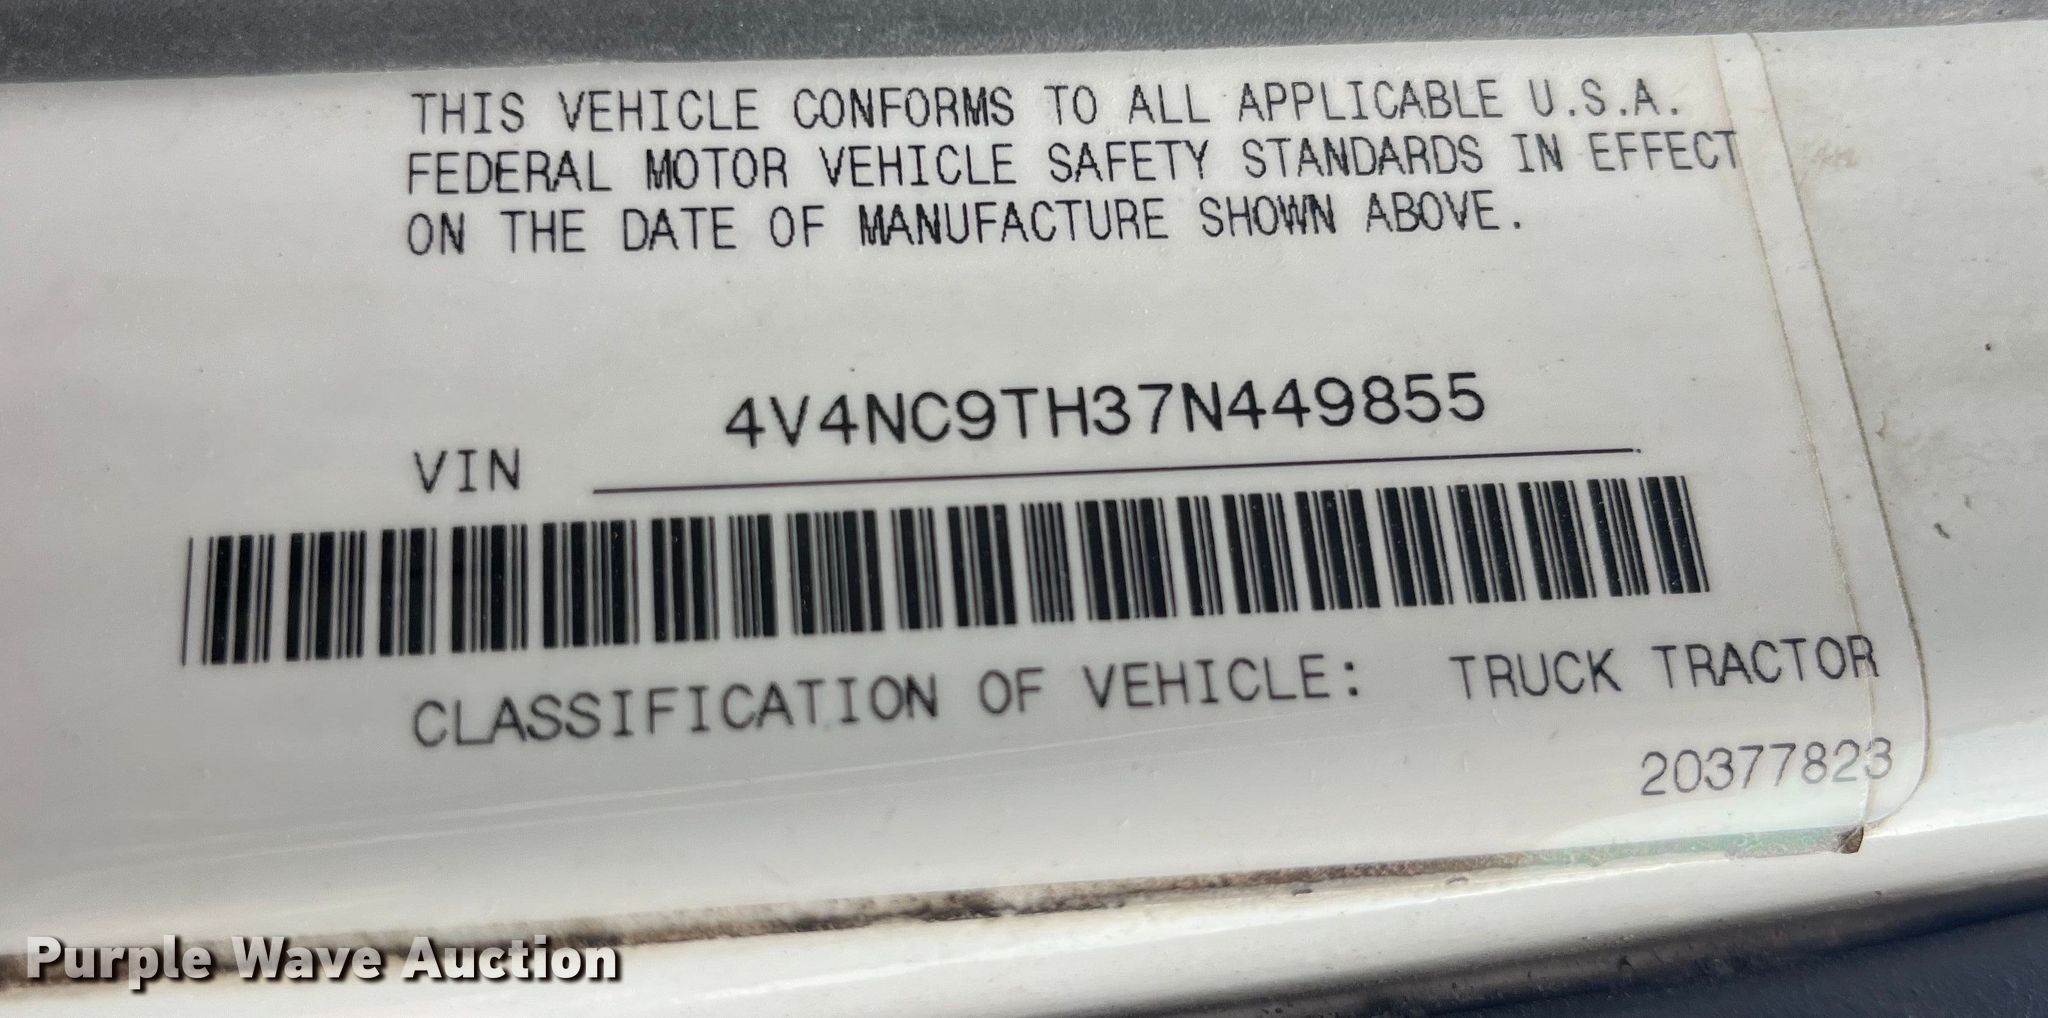 THIS VEHICLE CONFORMS TO ALL APPLICABLE U.S.A.
FEDERAL MOTOR VEHICLE SAFETY STANDARDS IN EFFECT
ON THE DATE OF MANUFACTURE SHOWN ABOVE.
VIN 4V4NC9TH37N449855
CLASSIFICATION OF VEHICLE: TRUCK TRACTOR
20377823
Purple Wave Auction